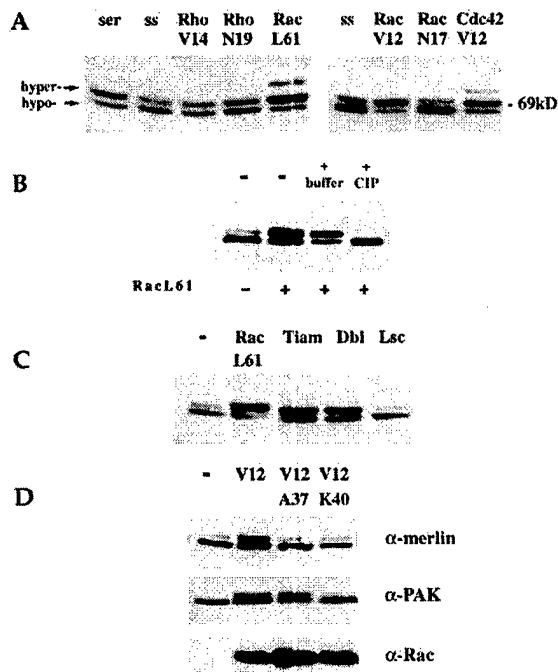 A
ser ss Rho Rho Rac ss Rac Rac Cdc42
V14 N19 L61 V12 N17 V12
hyper-
hypo-
- 69kD
B
- - + +
buffer CIP
RacL61 - + + +
C
- Rac Tiam Dbl Lsc
L61
D
- V12 V12 V12
A37 K40
α-merlin
α-PAK
α-Rac